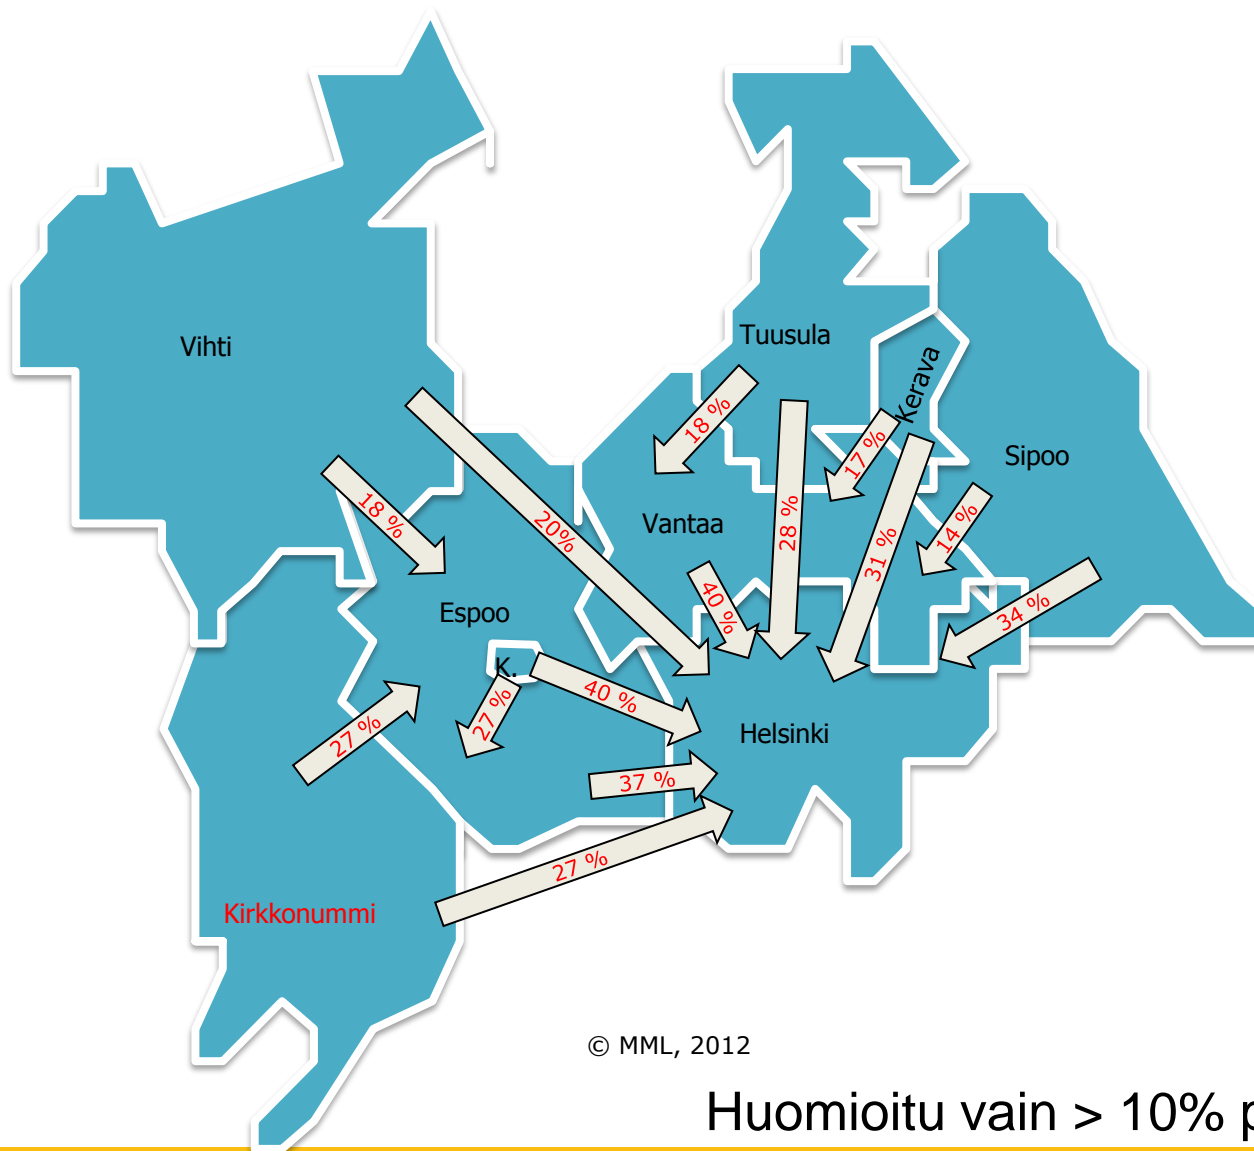 Vihti
Tuusula
Kerava
Sipoo
18 %
17 %
18 %
20%
Vantaa
28 %
14 %
31 %
40 %
34 %
Espoo
K.
40 %
27 %
27 %
Helsinki
37 %
27 %
Kirkkonummi
© MML, 2012
Huomioitu vain > 10% p